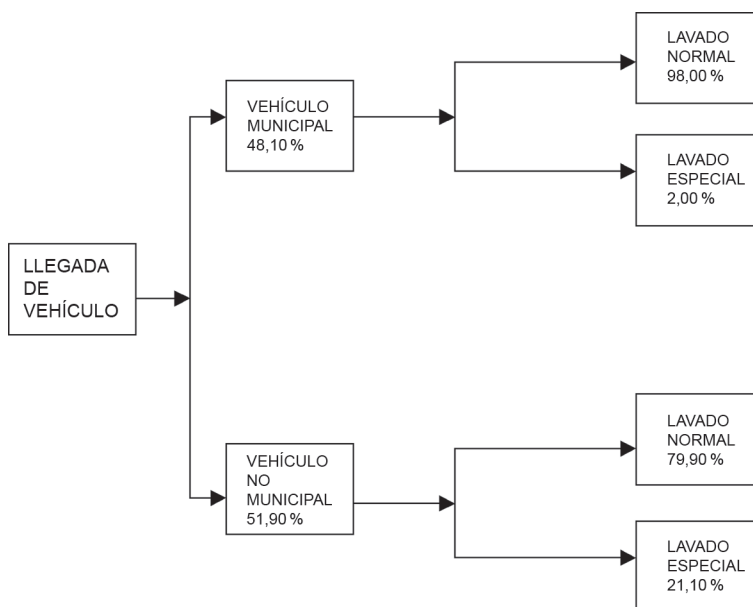 LLEGADA
DE
VEHÍCULO
VEHÍCULO
MUNICIPAL
48,10 %
LAVADO
NORMAL
98,00 %
LAVADO
ESPECIAL
2,00 %
VEHÍCULO
NO
MUNICIPAL
51,90 %
LAVADO
NORMAL
79,90 %
LAVADO
ESPECIAL
21,10 %